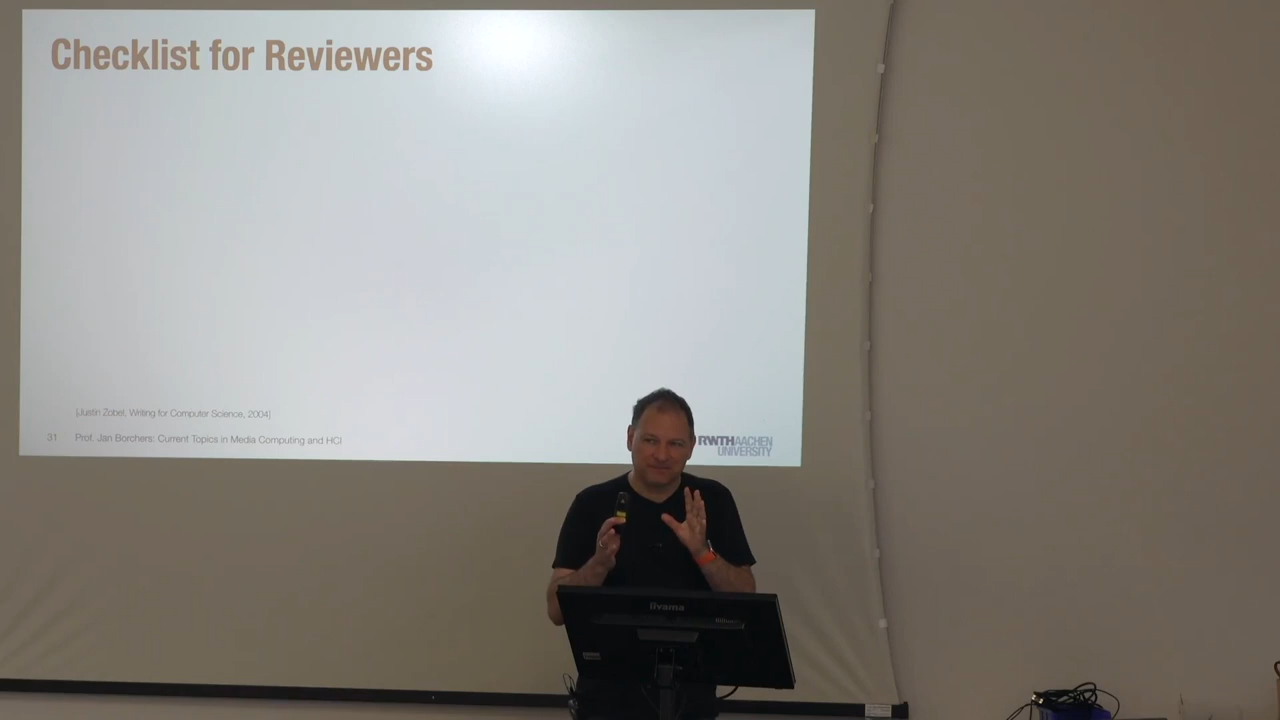 Checklist for Reviewers
[Justin Zobel, Writing for Computer Science, 2004]
31 Prof. Jan Borchers: Current Topics in Media Computing and HCI
RWTHAACHEN
UNIVERSITY
iiyama